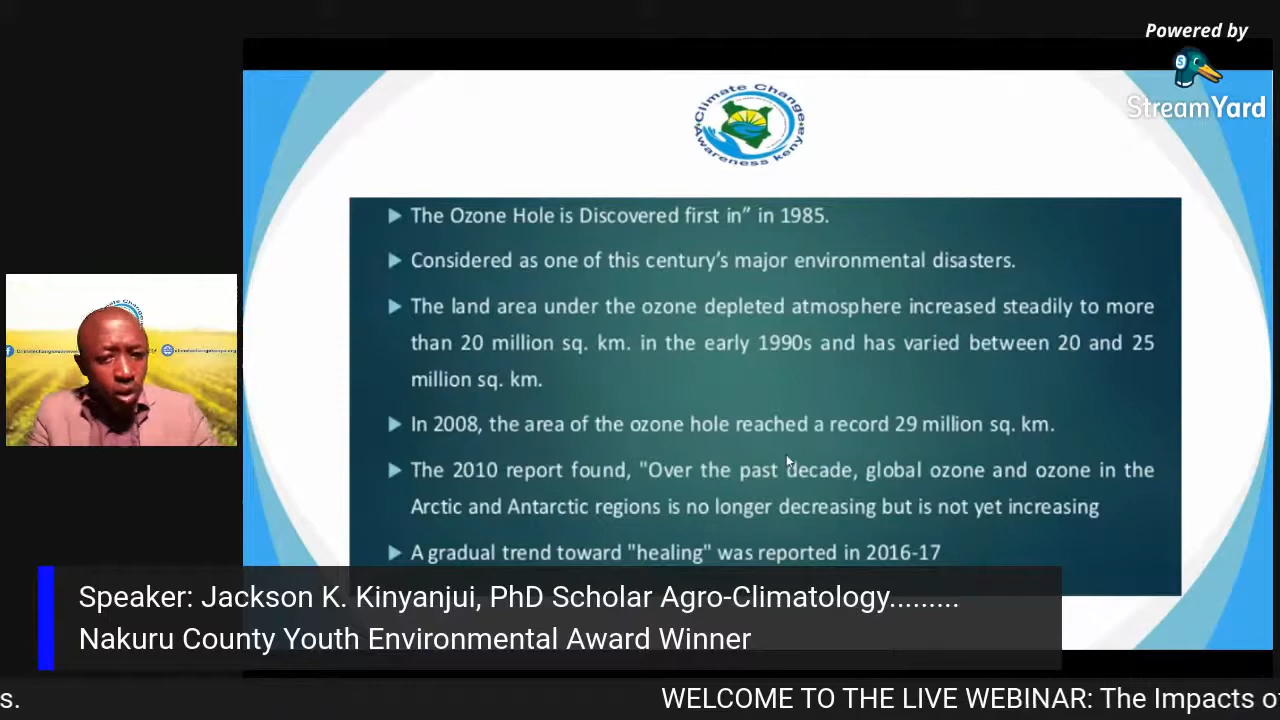 Powered by
StreamYard
Climate Change
Awareness Kenya
The Ozone Hole is Discovered first in” in 1985.
Considered as one of this century’s major environmental disasters.
The land area under the ozone depleted atmosphere increased steadily to more
than 20 million sq. km. in the early 1990s and has varied between 20 and 25
million sq. km.
In 2008, the area of the ozone hole reached a record 29 million sq. km.
The 2010 report found, "Over the past decade, global ozone and ozone in the
Arctic and Antarctic regions is no longer decreasing but is not yet increasing
A gradual trend toward "healing" was reported in 2016-17
Speaker: Jackson K. Kinyanjui, PhD Scholar Agro-Climatology.........
Nakuru County Youth Environmental Award Winner
s.
WELCOME TO THE LIVE WEBINAR: The Impacts of